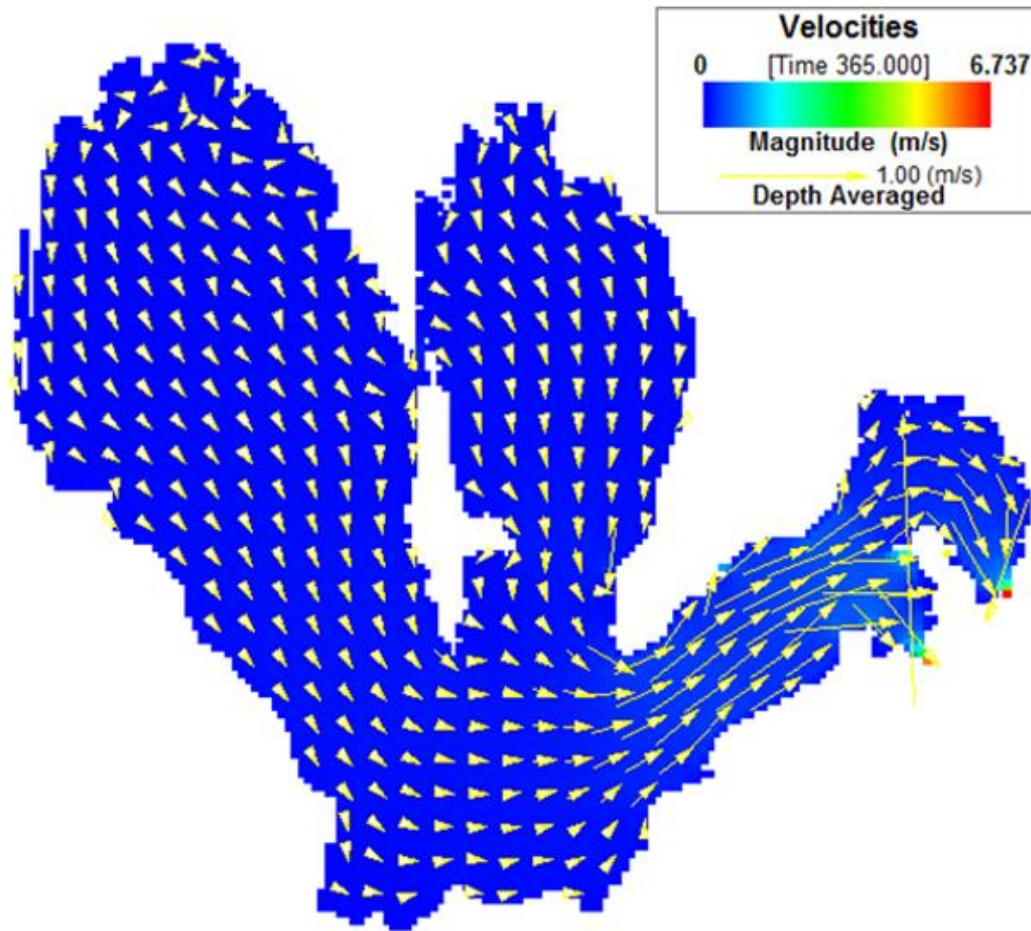 Velocities
0 [Time 365.000] 6.737
Magnitude (m/s)
1.00 (m/s)
Depth Averaged